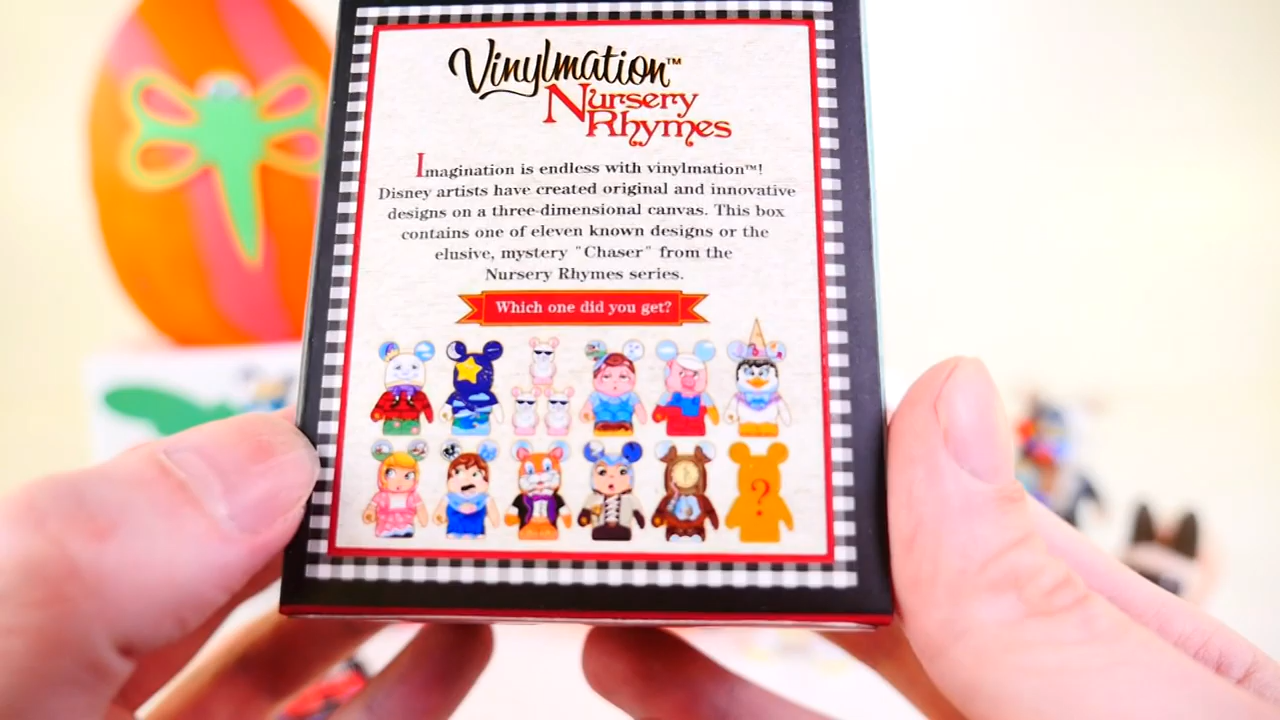 Vinylmation™
Nursery
Rhymes
Imagination is endless with vinylmation™!
Disney artists have created original and innovative
designs on a three-dimensional canvas. This box
contains one of eleven known designs or the
elusive, mystery "Chaser" from the
Nursery Rhymes series.
Which one did you get?
?